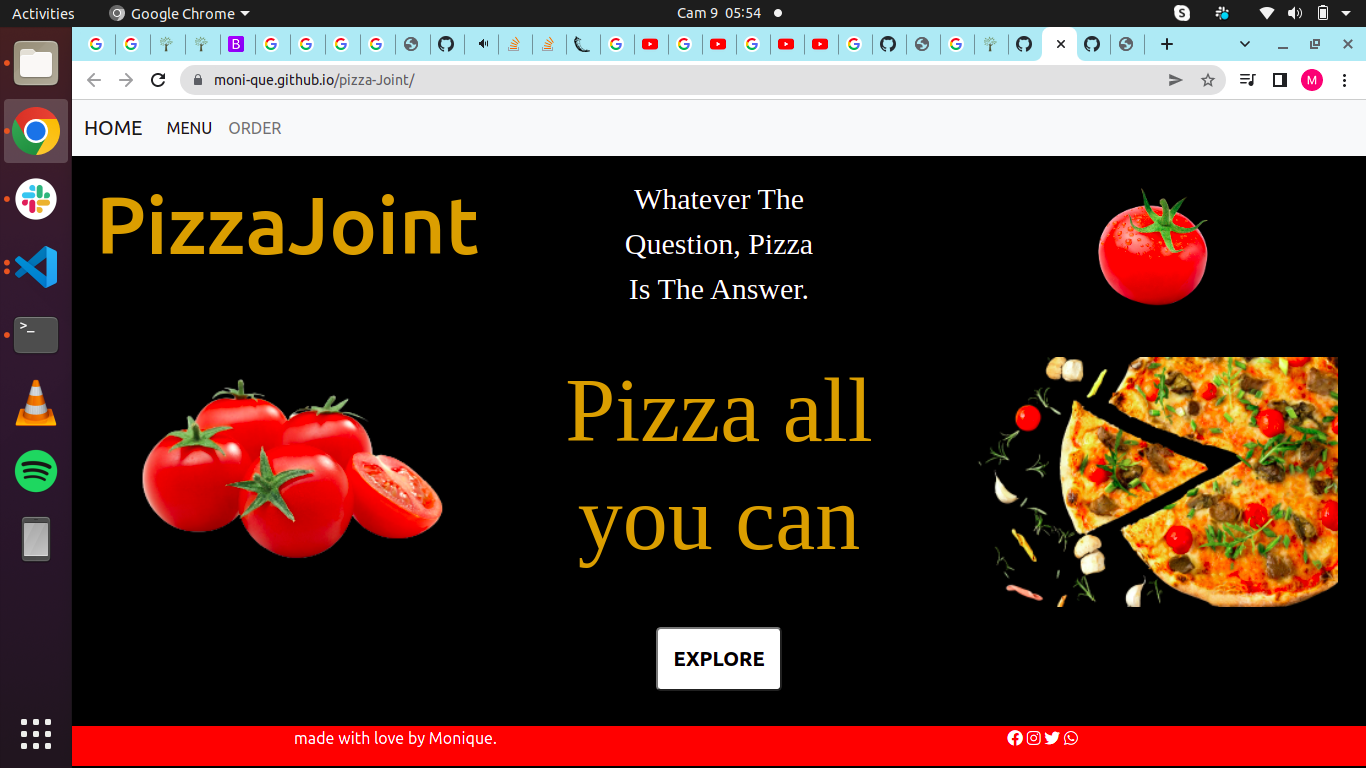 Activities
Google Chrome
Cam 9 05:54
S
B
moni-que.github.io/pizza-Joint/
M
HOME
MENU
ORDER
PizzaJoint
Whatever The
Question, Pizza
Is The Answer.
Pizza all
you can
EXPLORE
made with love by Monique.